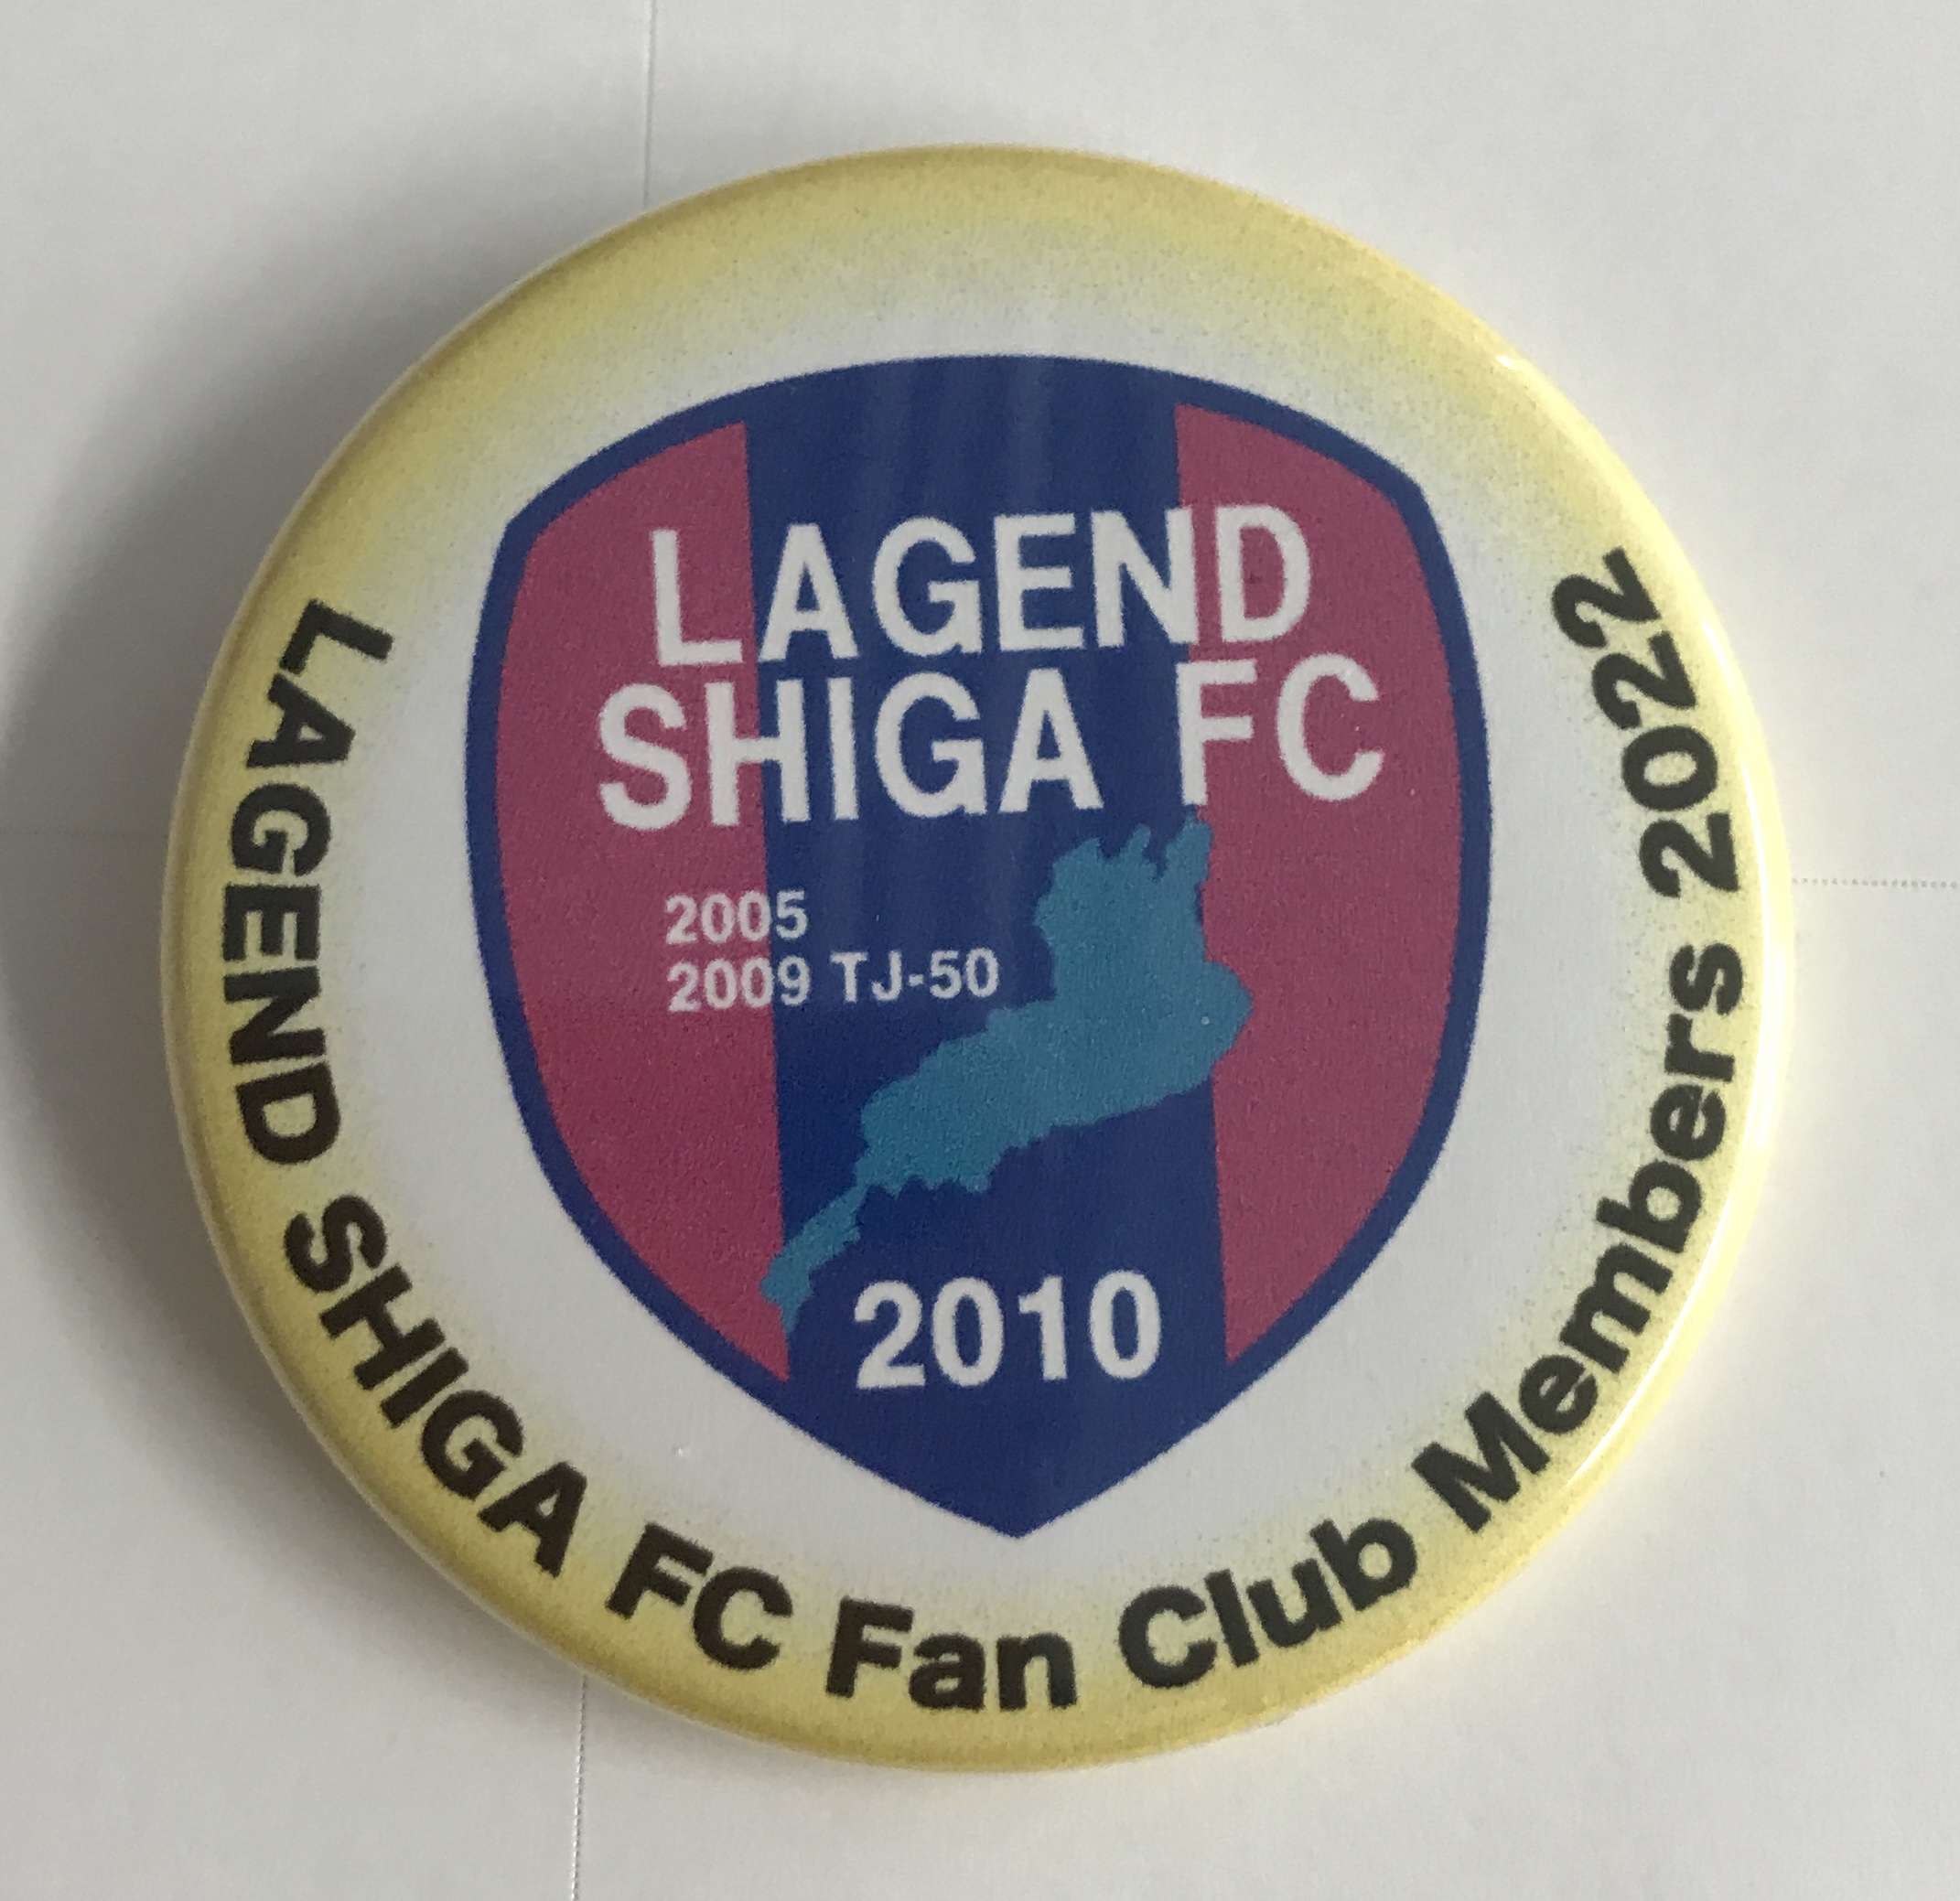 LAGEND
SHIGA FC
2005
2009 TJ-50
2010
LAGEND SHIGA FC Fan Club Members 2022